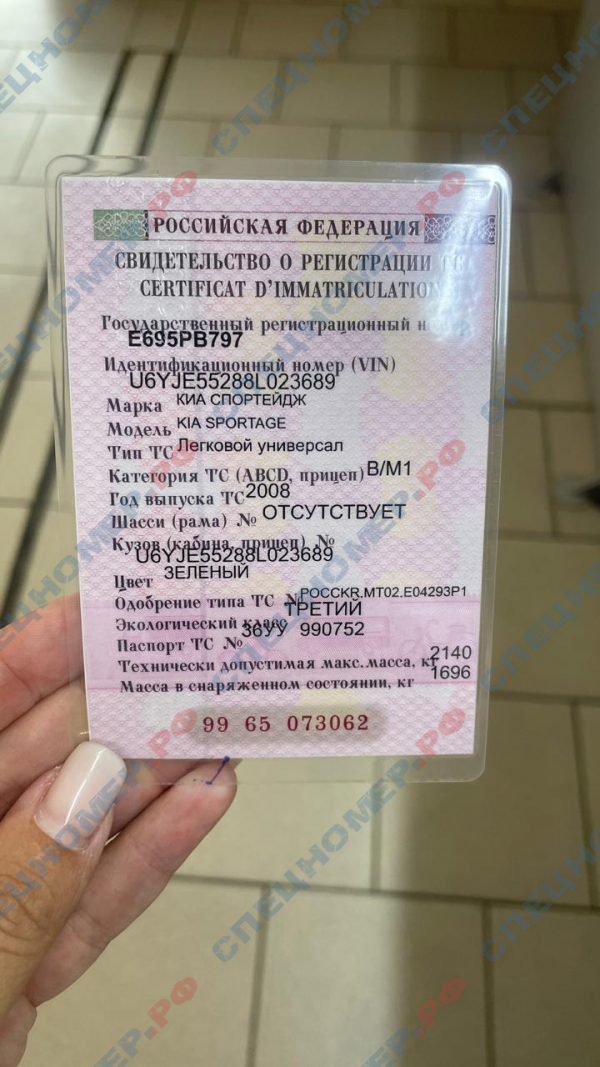 РОССИЙСКАЯ ФЕДЕРАЦИЯ
СВИДЕТЕЛЬСТВО О РЕГИСТРАЦИИ
CERTIFICAT D'IMMATRICULATION
Государственный регистрационный
Е695РВ797
Идентификационный номер (VIN)
U6YJE55288L023689
Марка КИА СПОРТЕЙДЖ
Модель KIA SPORTAGE
Тип ТС Легковой универсал
Категория ТС (ABCD, прицеп) B/M1
Год выпуска ТС 2008
Шасси (рама) № ОТСУТСТВУЕТ
Кузов (кабина, прицеп) №
U6YJE55288L023689
Цвет ЗЕЛЕНЫЙ
Одобрение типа ТС № РОССKR.МТ02.Е04293Р1
Экологический класс ТРЕТИЙ
Паспорт ТС № 36УУ 990752
Технически допустимая макс.масса, кг 2140
Масса в снаряженном состоянии, кг 1696
99 65 073062
СПЕЦНОМЕР.РФ